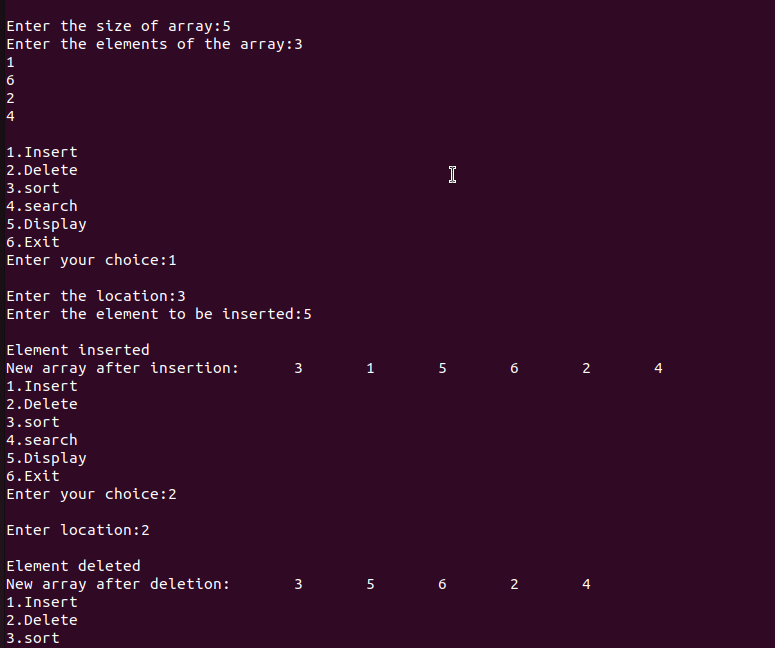 Enter the size of array:5
Enter the elements of the array:3
1
6
2
4
1.Insert
2.Delete
3.sort
4.search
5.Display
6.Exit
Enter your choice:1
Enter the location:3
Enter the element to be inserted:5
Element inserted
New array after insertion:      3       1       5       6       2       4
1.Insert
2.Delete
3.sort
4.search
5.Display
6.Exit
Enter your choice:2
Enter location:2
Element deleted
New array after deletion:       3       5       6       2       4
1.Insert
2.Delete
3.sort